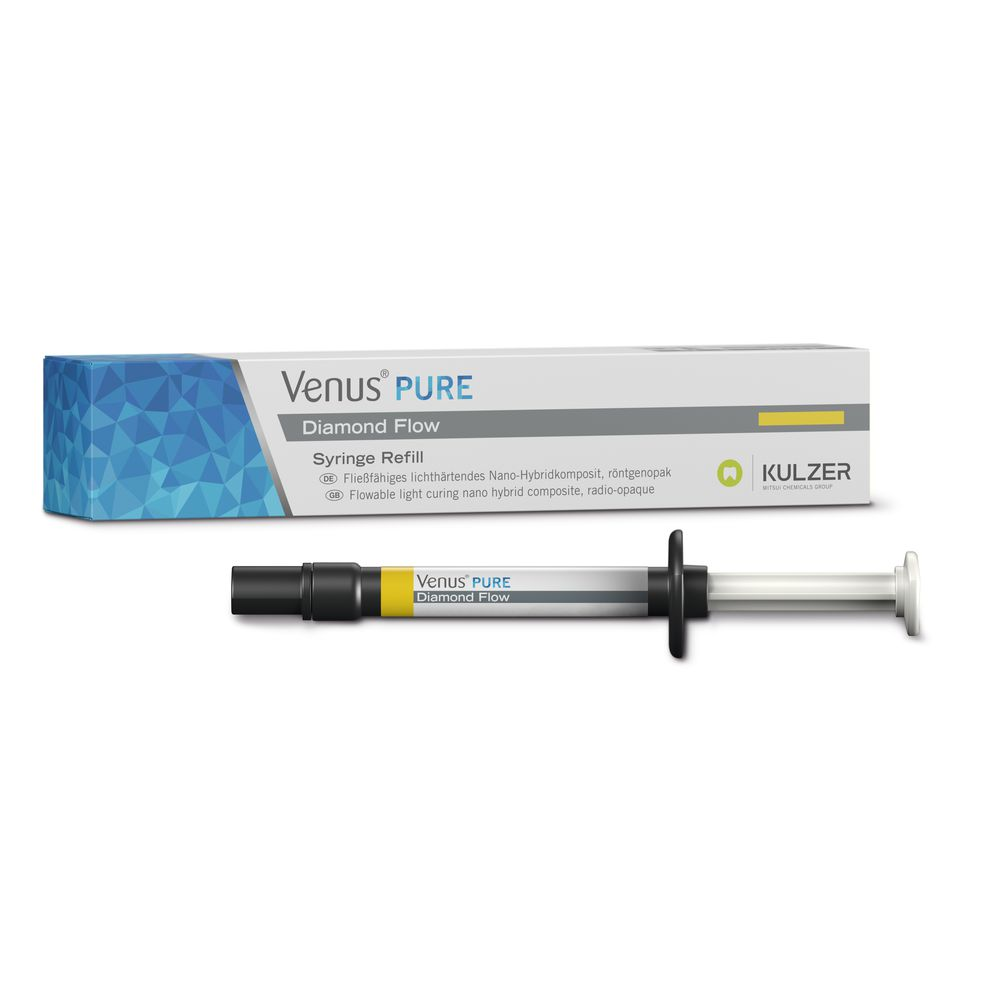 Venus® PURE
Diamond Flow
Syringe Refill
DE Fließfähiges lichthärtendes Nano-Hybridkomposit, röntgenopak
GB Flowable light curing nano hybrid composite, radio-opaque
KULZER
MITSUI CHEMICALS GROUP
Venus® PURE
Diamond Flow